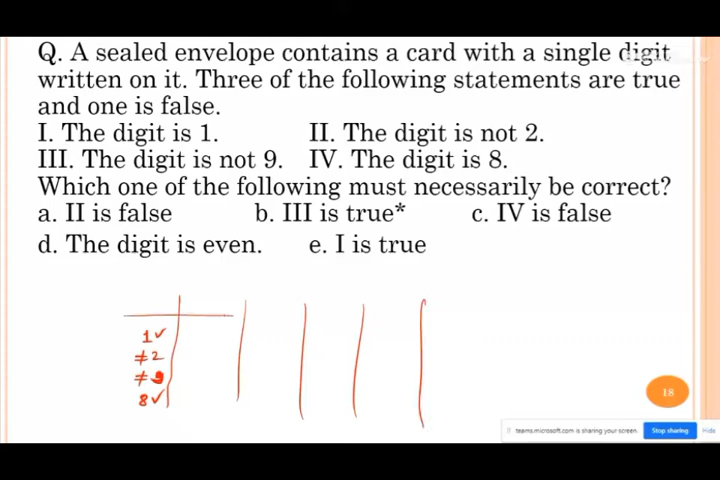 Q. A sealed envelope contains a card with a single digit
written on it. Three of the following statements are true
and one is false.
I. The digit is 1. II. The digit is not 2.
III. The digit is not 9. IV. The digit is 8.
Which one of the following must necessarily be correct?
a. II is false b. III is true* c. IV is false
d. The digit is even. e. I is true
1 ✓
≠ 2
≠ 9
8 ✓
18
teams.microsoft.com is sharing your screen. Stop sharing Hide